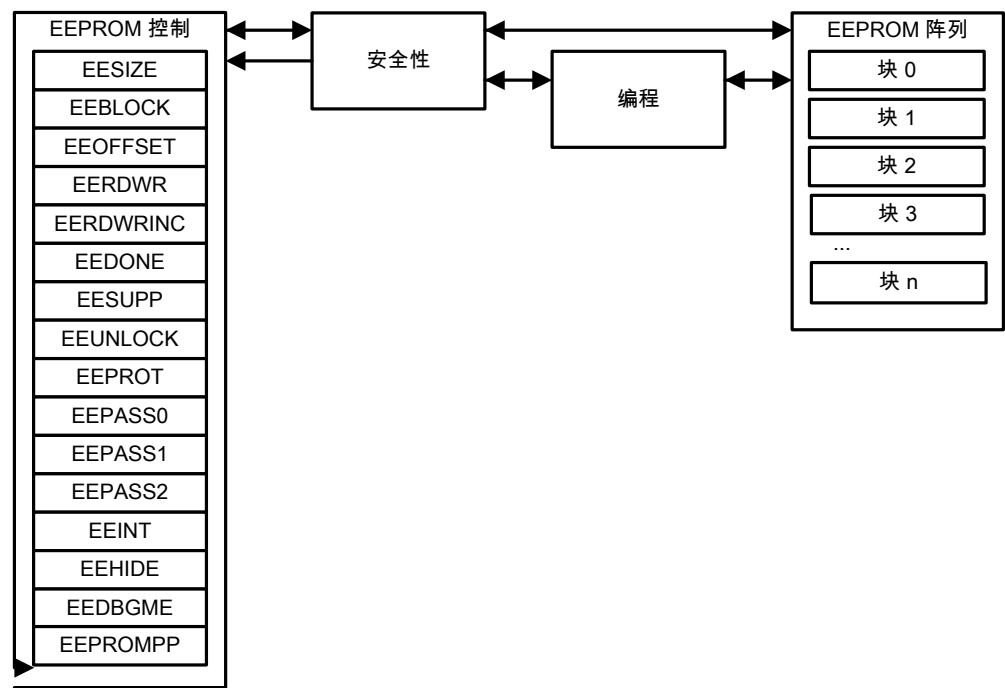 EEPROM 控制
EESIZE
EEBLOCK
EEOFFSET
EERDWR
EERDWRINC
EEDONE
EESUPP
EEUNLOCK
EEPROT
EEPASS0
EEPASS1
EEPASS2
EEINT
EEHIDE
EEDBGME
EEPROMPP
安全性
编程
EEPROM 阵列
块 0
块 1
块 2
块 3
...
块 n